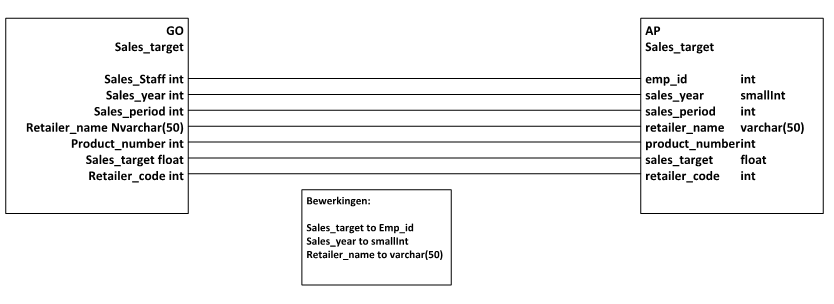 GO
Sales_target
Sales_Staff int
Sales_year int
Sales_period int
Retailer_name Nvarchar(50)
Product_number int
Sales_target float
Retailer_code int
AP
Sales_target
emp_id int
sales_year smallInt
sales_period int
retailer_name varchar(50)
product_numberint
sales_target float
retailer_code int
Bewerkingen:
Sales_target to Emp_id
Sales_year to smallInt
Retailer_name to varchar(50)